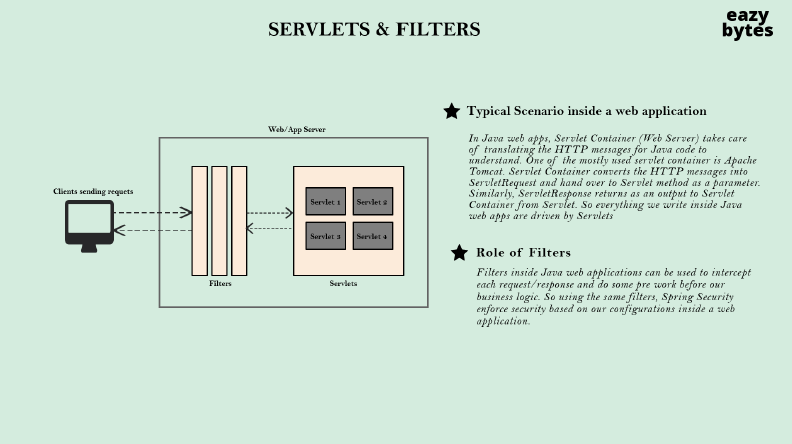 SERVLETS & FILTERS
eazy
bytes
Web/App Server
Clients sending requets
Servlet 1
Servlet 2
Servlet 3
Servlet 4
Filters
Servlets
Typical Scenario inside a web application
In Java web apps, Servlet Container (Web Server) takes care
of translating the HTTP messages for Java code to
understand. One of the mostly used servlet container is Apache
Tomcat. Servlet Container converts the HTTP messages into
ServletRequest and hand over to Servlet method as a parameter.
Similarly, ServletResponse returns as an output to Servlet
Container from Servlet. So everything we write inside Java
web apps are driven by Servlets
Role of Filters
Filters inside Java web applications can be used to intercept
each request/response and do some pre work before our
business logic. So using the same filters, Spring Security
enforce security based on our configurations inside a web
application.